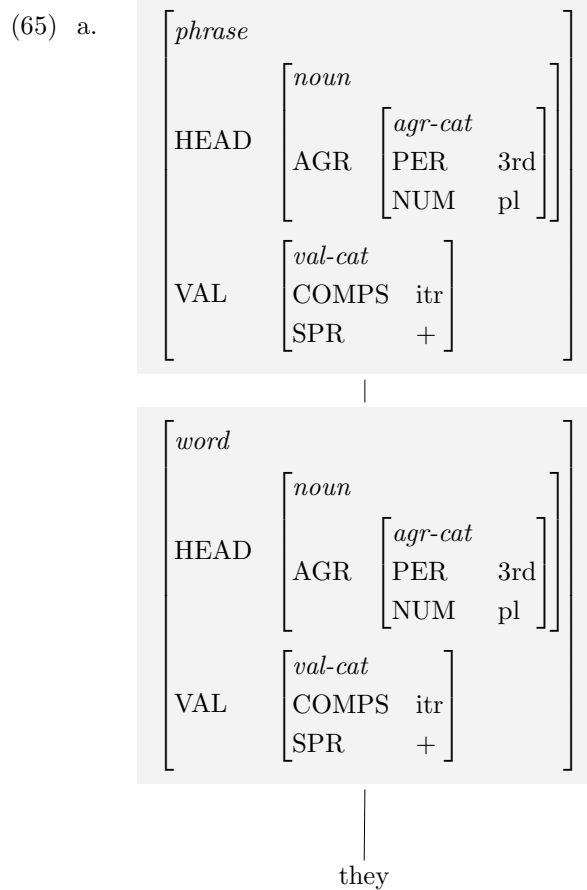 (65) a.
phrase
noun
agr-cat
HEAD AGR PER 3rd
NUM pl
val-cat
VAL COMPS itr
SPR +
word
noun
agr-cat
HEAD AGR PER 3rd
NUM pl
val-cat
VAL COMPS itr
SPR +
they